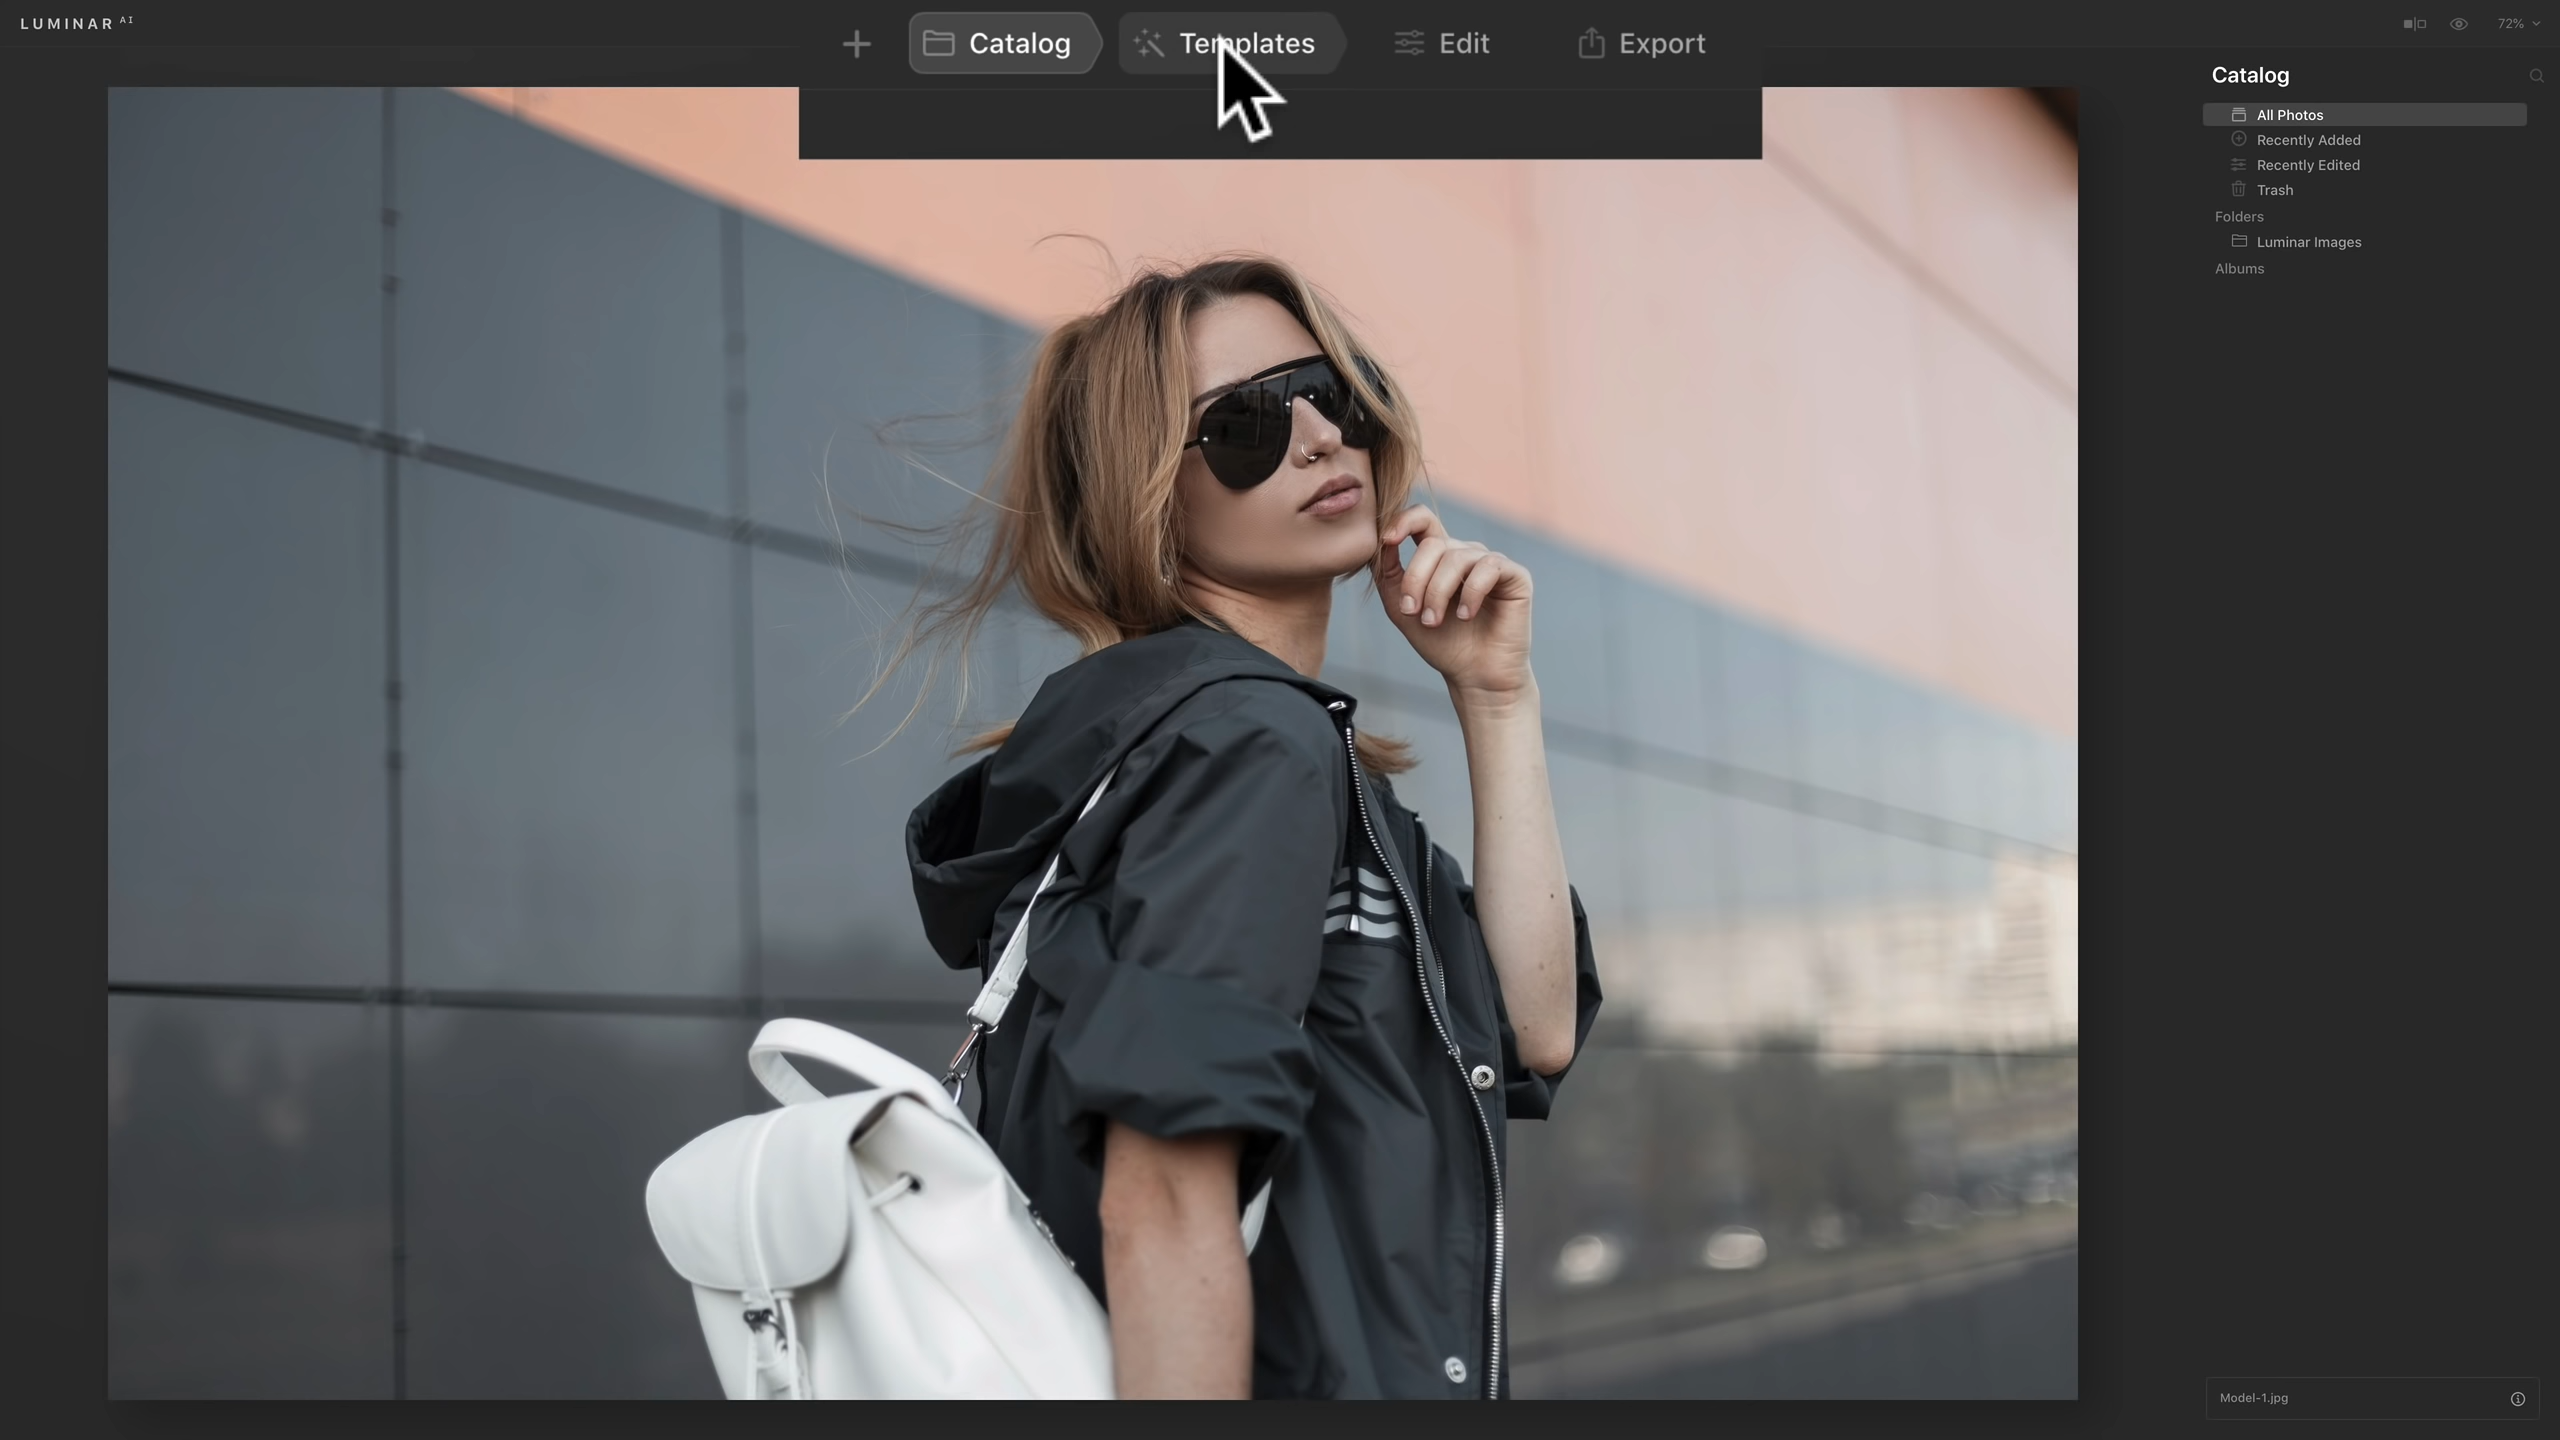 LUMINAR AI
Catalog
Templates
Edit
Export
72%
Catalog
All Photos
Recently Added
Recently Edited
Trash
Folders
Luminar Images
Albums
Model-1.jpg